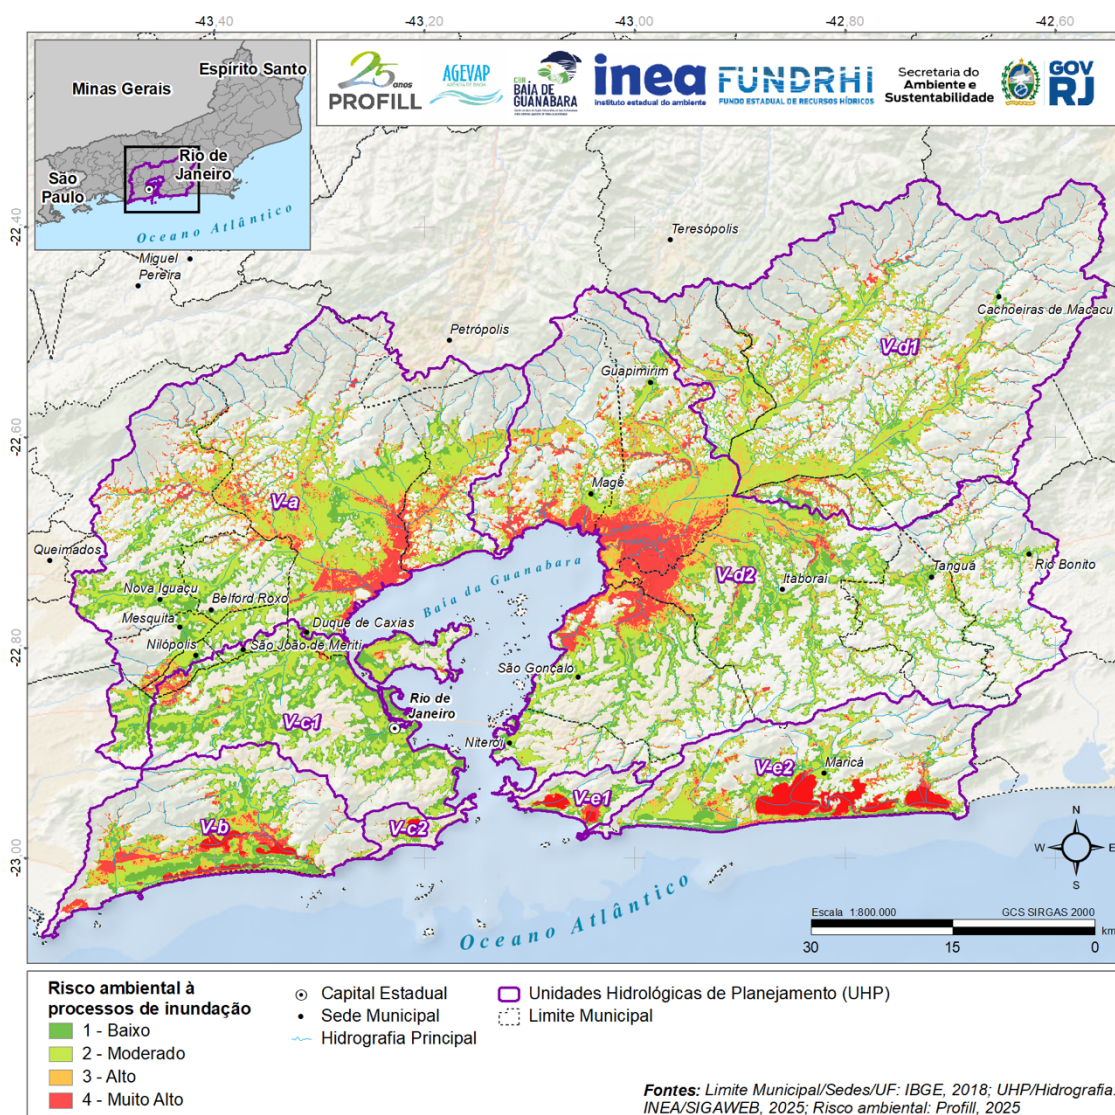 -43,40
-43,20
-43,00
-42,80
-42,60
Espírito Santo
Minas Gerais
Rio de
Janeiro
São
Paulo
Oceano Atlântico
25
anos
PROFILL
AGEVAP
CBH
BAÍA DE
GUANABARA
inea
instituto estadual do ambiente
FUNDRHI
FUNDO ESTADUAL DE RECURSOS HÍDRICOS
Secretaria do
Ambiente e
Sustentabilidade
GOV
RJ
-22,40
-22,60
-22,80
-23,00
Miguel
Pereira
Teresópolis
Petrópolis
Cachoeiras de Macacu
V-d1
Guapimirim
Magé
V-a
Queimados
Nova Iguaçu
Belford Roxo
Mesquita
Nilópolis
Duque de Caxias
São João de Meriti
Baía da Guanabara
V-d2
Itaboraí
Tanguá
Rio Bonito
São Gonçalo
Rio de
Janeiro
V-c1
Niterói
V-e2
Maricá
V-e1
V-b
V-c2
Oceano Atlântico
N
W
E
S
Escala 1:800.000
GCS SIRGAS 2000
km
30
15
0
Risco ambiental à
processos de inundação
1 - Baixo
2 - Moderado
3 - Alto
4 - Muito Alto
Capital Estadual
Sede Municipal
Hidrografia Principal
Unidades Hidrológicas de Planejamento (UHP)
Limite Municipal
Fontes: Limite Municipal/Sedes/UF: IBGE, 2018; UHP/Hidrografia:
INEA/SIGAWEB, 2025; Risco ambiental: Profill, 2025